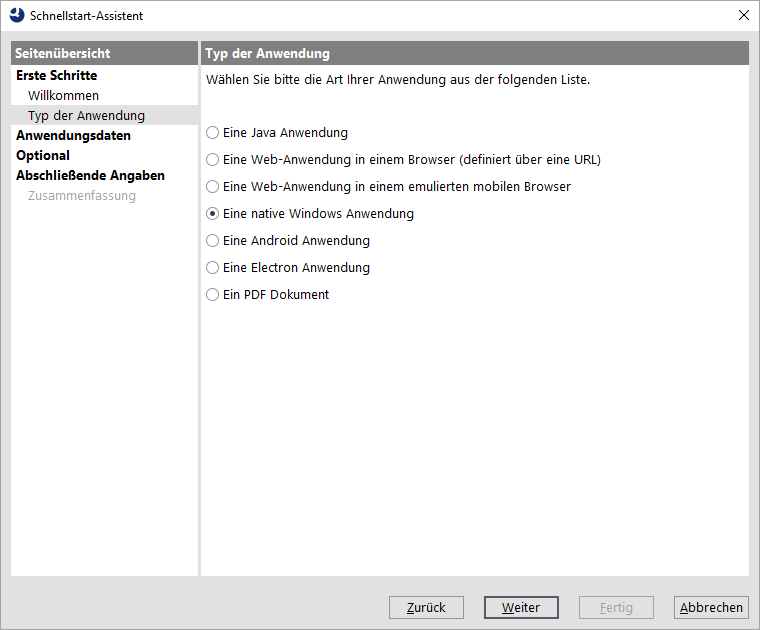 Schnellstart-Assistent
Seitenübersicht
Erste Schritte
Willkommen
Typ der Anwendung
Anwendungsdaten
Optional
Abschließende Angaben
Zusammenfassung
Typ der Anwendung
Wählen Sie bitte die Art Ihrer Anwendung aus der folgenden Liste.
Eine Java Anwendung
Eine Web-Anwendung in einem Browser (definiert über eine URL)
Eine Web-Anwendung in einem emulierten mobilen Browser
Eine native Windows Anwendung
Eine Android Anwendung
Eine Electron Anwendung
Ein PDF Dokument
Zurück
Weiter
Fertig
Abbrechen